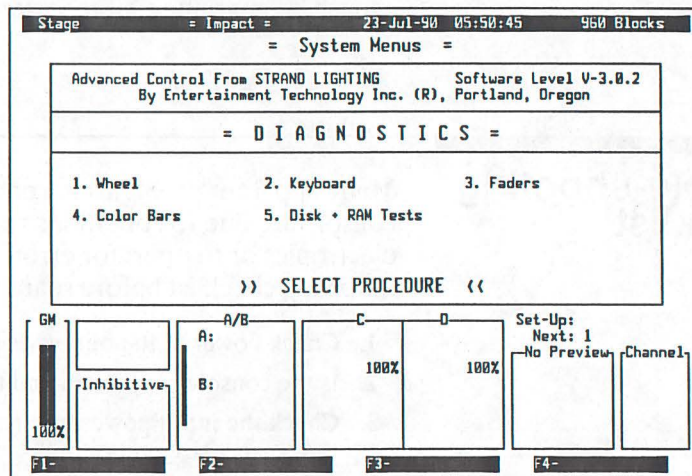 Stage = Impact = 23-Jul-90 05:50:45 960 Blocks
= System Menus =
Advanced Control From STRAND LIGHTING Software Level V-3.0.2
By Entertainment Technology Inc. (R), Portland, Oregon
= D I A G N O S T I C S =
1. Wheel 2. Keyboard 3. Faders
4. Color Bars 5. Disk + RAM Tests
>> SELECT PROCEDURE <<
GM A/B C D Set-Up:
A: Next: 1
No Preview Channel
100% 100%
Inhibitive B:
100%
F1- F2- F3- F4-